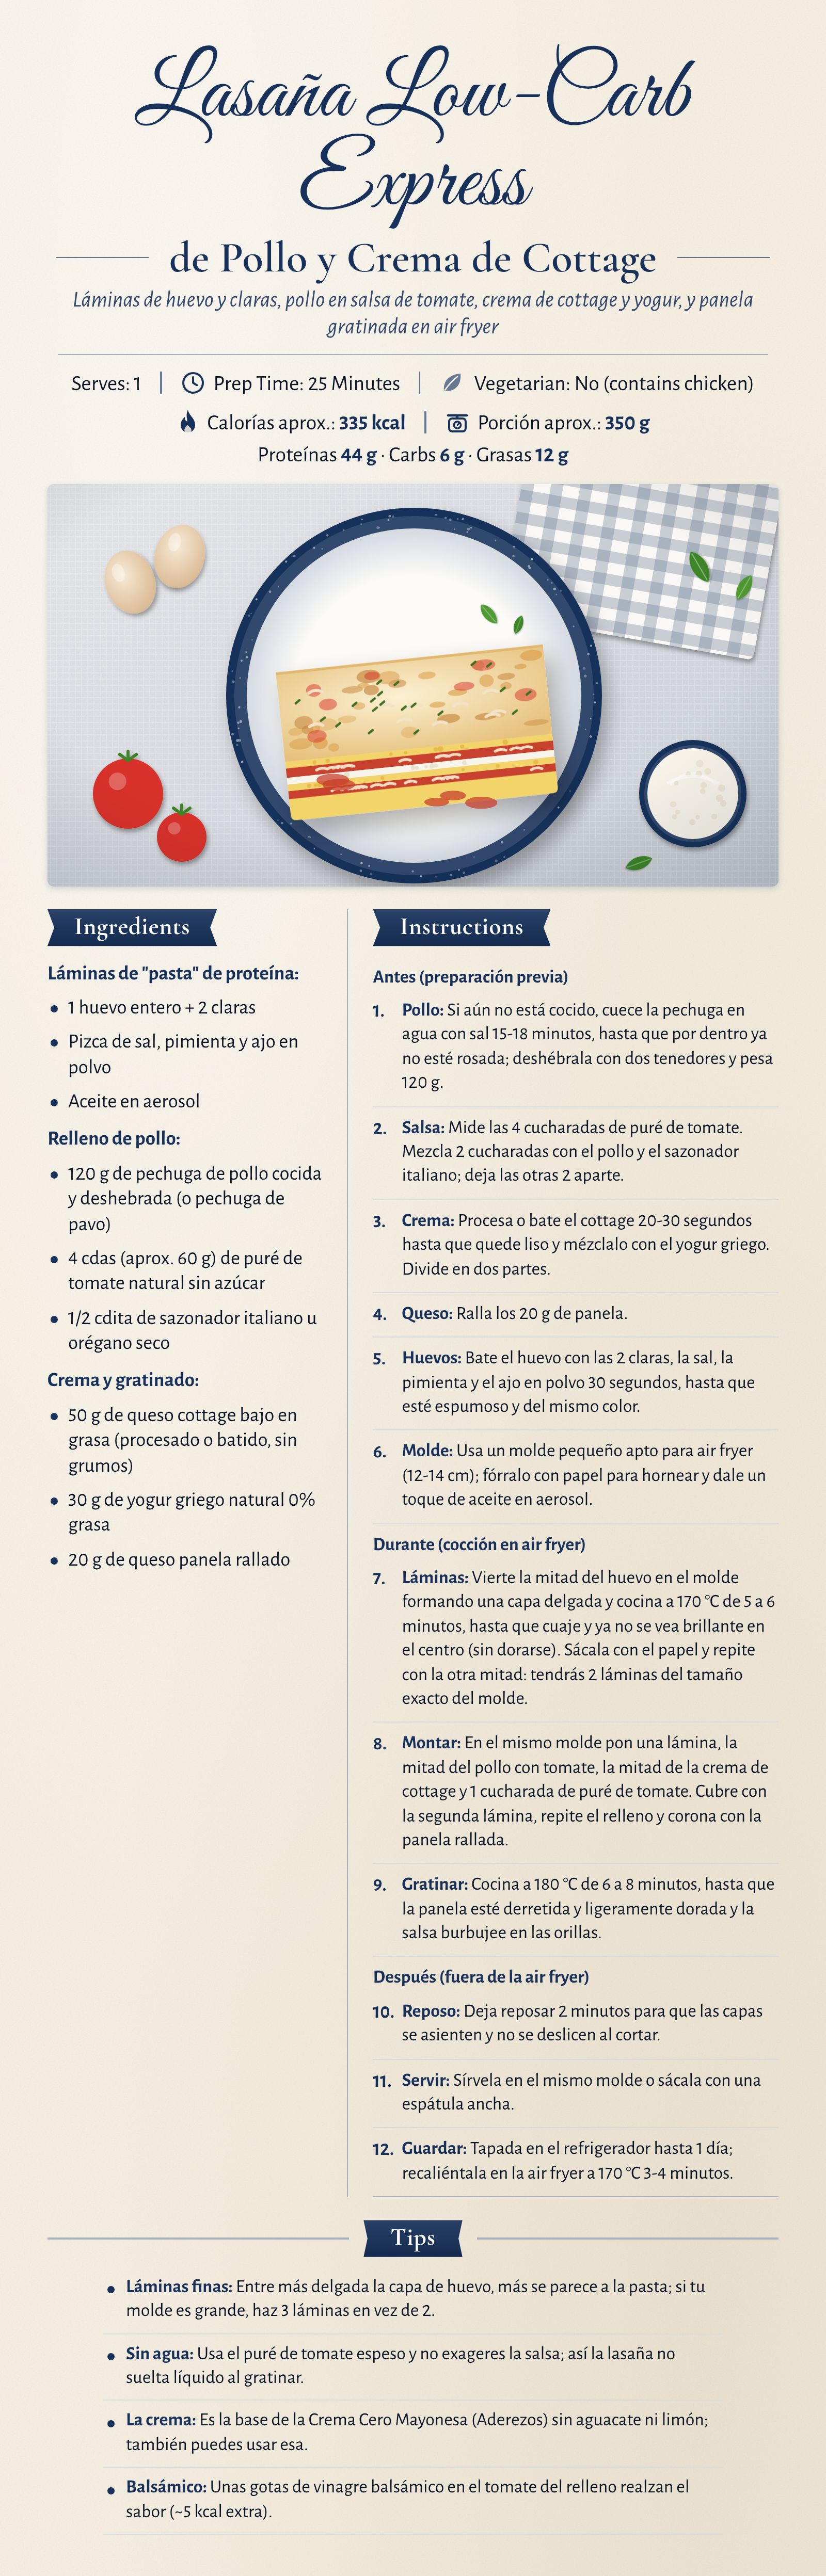 Lasaña Low-Carb
Express
de Pollo y Crema de Cottage
Láminas de huevo y claras, pollo en salsa de tomate, crema de cottage y yogur, y panela
gratinada en air fryer
Serves: 1 | Prep Time: 25 Minutes | Vegetarian: No (contains chicken)
Calorías aprox.: 335 kcal | Porción aprox.: 350 g
Proteínas 44 g · Carbs 6 g · Grasas 12 g
Ingredients
Láminas de "pasta" de proteína:
• 1 huevo entero + 2 claras
• Pizca de sal, pimienta y ajo en
polvo
• Aceite en aerosol
Relleno de pollo:
• 120 g de pechuga de pollo cocida
y deshebrada (o pechuga de
pavo)
• 4 cdas (aprox. 60 g) de puré de
tomate natural sin azúcar
• 1/2 cdita de sazonador italiano u
orégano seco
Crema y gratinado:
• 50 g de queso cottage bajo en
grasa (procesado o batido, sin
grumos)
• 30 g de yogur griego natural 0%
grasa
• 20 g de queso panela rallado
Instructions
Antes (preparación previa)
1. Pollo: Si aún no está cocido, cuece la pechuga en
agua con sal 15-18 minutos, hasta que por dentro ya
no esté rosada; deshébrala con dos tenedores y pesa
120 g.
2. Salsa: Mide las 4 cucharadas de puré de tomate.
Mezcla 2 cucharadas con el pollo y el sazonador
italiano; deja las otras 2 aparte.
3. Crema: Procesa o bate el cottage 20-30 segundos
hasta que quede liso y mézclalo con el yogur griego.
Divide en dos partes.
4. Queso: Ralla los 20 g de panela.
5. Huevos: Bate el huevo con las 2 claras, la sal, la
pimienta y el ajo en polvo 30 segundos, hasta que
esté espumoso y del mismo color.
6. Molde: Usa un molde pequeño apto para air fryer
(12-14 cm); fórralo con papel para hornear y dale un
toque de aceite en aerosol.
Durante (cocción en air fryer)
7. Láminas: Vierte la mitad del huevo en el molde
formando una capa delgada y cocina a 170 °C de 5 a 6
minutos, hasta que cuaje y ya no se vea brillante en
el centro (sin dorarse). Sácala con el papel y repite
con la otra mitad: tendrás 2 láminas del tamaño
exacto del molde.
8. Montar: En el mismo molde pon una lámina, la
mitad del pollo con tomate, la mitad de la crema de
cottage y 1 cucharada de puré de tomate. Cubre con
la segunda lámina, repite el relleno y corona con la
panela rallada.
9. Gratinar: Cocina a 180 °C de 6 a 8 minutos, hasta que
la panela esté derretida y ligeramente dorada y la
salsa burbujee en las orillas.
Después (fuera de la air fryer)
10. Reposo: Deja reposar 2 minutos para que las capas
se asienten y no se deslicen al cortar.
11. Servir: Sírvela en el mismo molde o sácala con una
espátula ancha.
12. Guardar: Tapada en el refrigerador hasta 1 día;
recaliéntala en la air fryer a 170 °C 3-4 minutos.
Tips
• Láminas finas: Entre más delgada la capa de huevo, más se parece a la pasta; si tu
molde es grande, haz 3 láminas en vez de 2.
• Sin agua: Usa el puré de tomate espeso y no exageres la salsa; así la lasaña no
suelta líquido al gratinar.
• La crema: Es la base de la Crema Cero Mayonesa (Aderezos) sin aguacate ni limón;
también puedes usar esa.
• Balsámico: Unas gotas de vinagre balsámico en el tomate del relleno realzan el
sabor (~5 kcal extra).